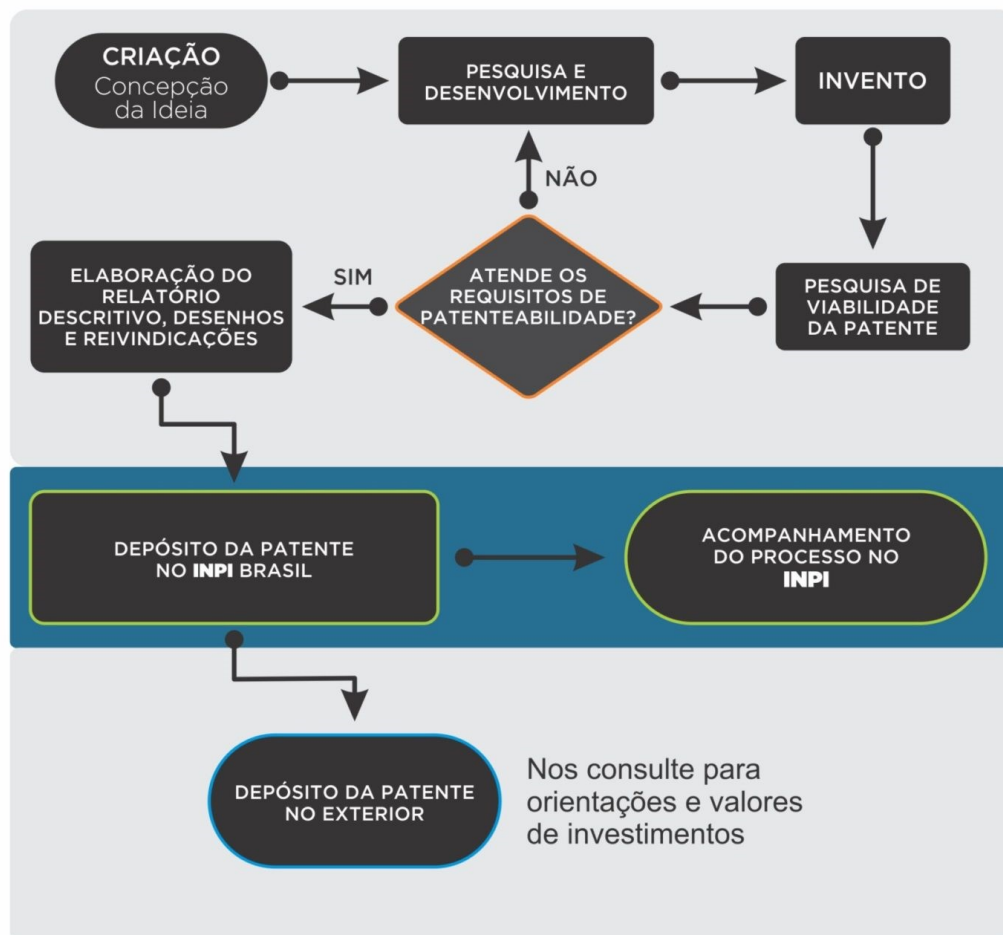 CRIAÇÃO
Concepção
da Ideia
PESQUISA E
DESENVOLVIMENTO
INVENTO
NÃO
ELABORAÇÃO DO
RELATÓRIO
DESCRITIVO, DESENHOS
E REIVINDICAÇÕES
SIM
ATENDE OS
REQUISITOS DE
PATENTEABILIDADE?
PESQUISA DE
VIABILIDADE
DA PATENTE
DEPÓSITO DA PATENTE
NO INPI BRASIL
ACOMPANHAMENTO
DO PROCESSO NO
INPI
DEPÓSITO DA PATENTE
NO EXTERIOR
Nos consulte para
orientações e valores
de investimentos